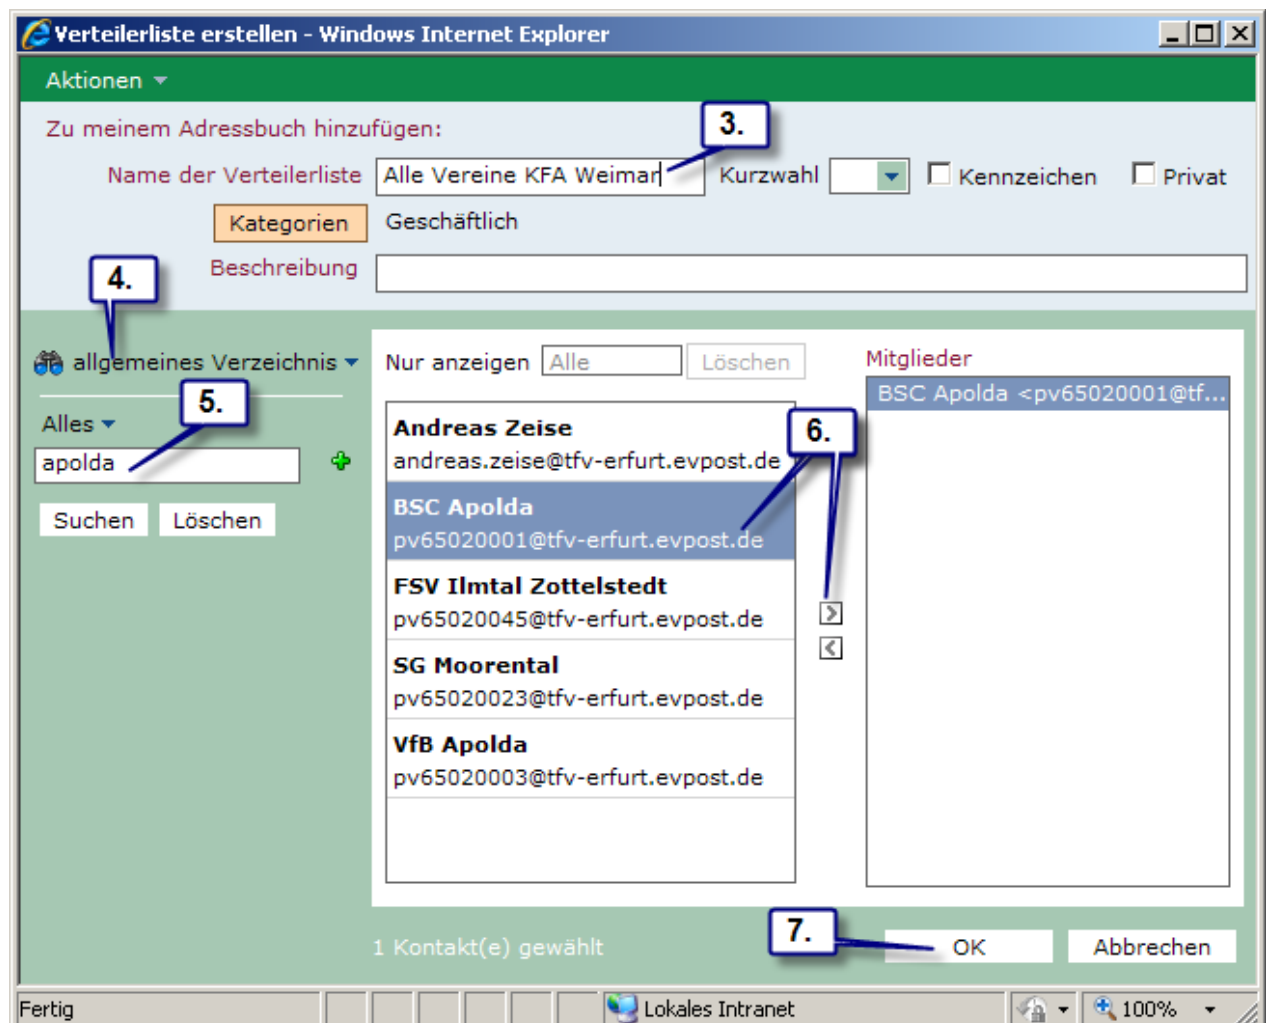 Verteilerliste erstellen - Windows Internet Explorer
Aktionen
Zu meinem Adressbuch hinzufügen:
3.
Name der Verteilerliste Alle Vereine KFA Weimar Kurzwahl Kennzeichen Privat
Kategorien Geschäftlich
4.
Beschreibung
allgemeines Verzeichnis
Nur anzeigen Alle Löschen
Mitglieder
5.
BSC Apolda <pv65020001@tf...
Alles
apolda
Suchen Löschen
6.
Andreas Zeise
andreas.zeise@tfv-erfurt.evpost.de
BSC Apolda
pv65020001@tfv-erfurt.evpost.de
FSV Ilmtal Zottelstedt
pv65020045@tfv-erfurt.evpost.de
SG Moorental
pv65020023@tfv-erfurt.evpost.de
VfB Apolda
pv65020003@tfv-erfurt.evpost.de
7.
1 Kontakt(e) gewählt OK Abbrechen
Fertig Lokales Intranet 100%